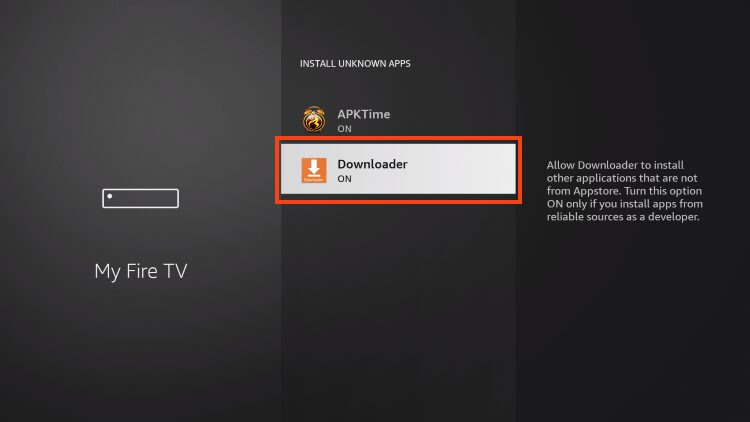 INSTALL UNKNOWN APPS
APKTime
ON
Downloader
Downloader
ON
My Fire TV
Allow Downloader to install
other applications that are not
from Appstore. Turn this option
ON only if you install apps from
reliable sources as a developer.